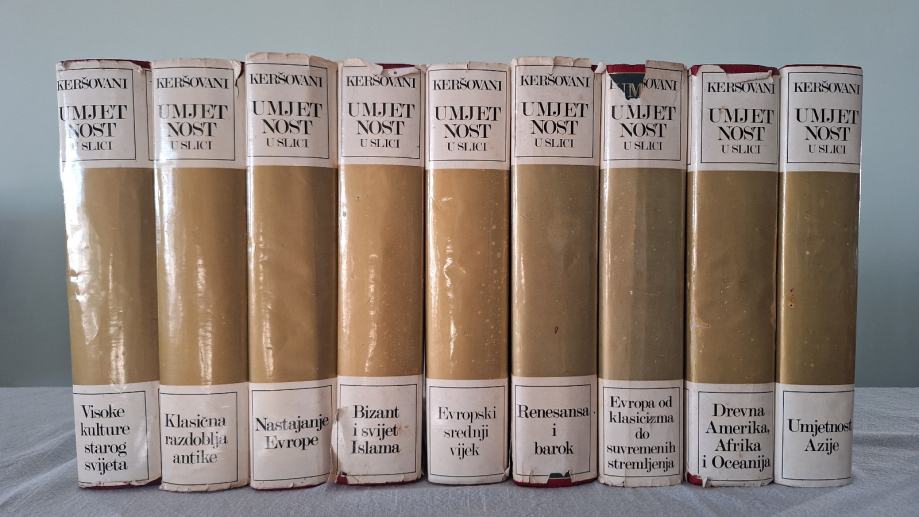 KERŠOVANI
UMJET
NOST
U SLICI
Visoke
kulture
starog
svijeta
KERŠOVANI
UMJET
NOST
U SLICI
Klasična
razdoblja
antike
KERŠOVANI
UMJET
NOST
U SLICI
Nastajanje
Evrope
KERŠOVANI
UMJET
NOST
U SLICI
Bizant
i svijet
Islama
KERŠOVANI
UMJET
NOST
U SLICI
Evropski
srednji
vijek
KERŠOVANI
UMJET
NOST
U SLICI
Renesansa
i
barok
UMJET
NOST
U SLICI
Evropa od
klasicizma
do
suvremenih
stremljenja
KERŠOVANI
UMJET
NOST
U SLICI
Drevna
Amerika,
Afrika
i Oceanija
KERŠOVANI
UMJET
NOST
U SLICI
Umjetnost
Azije